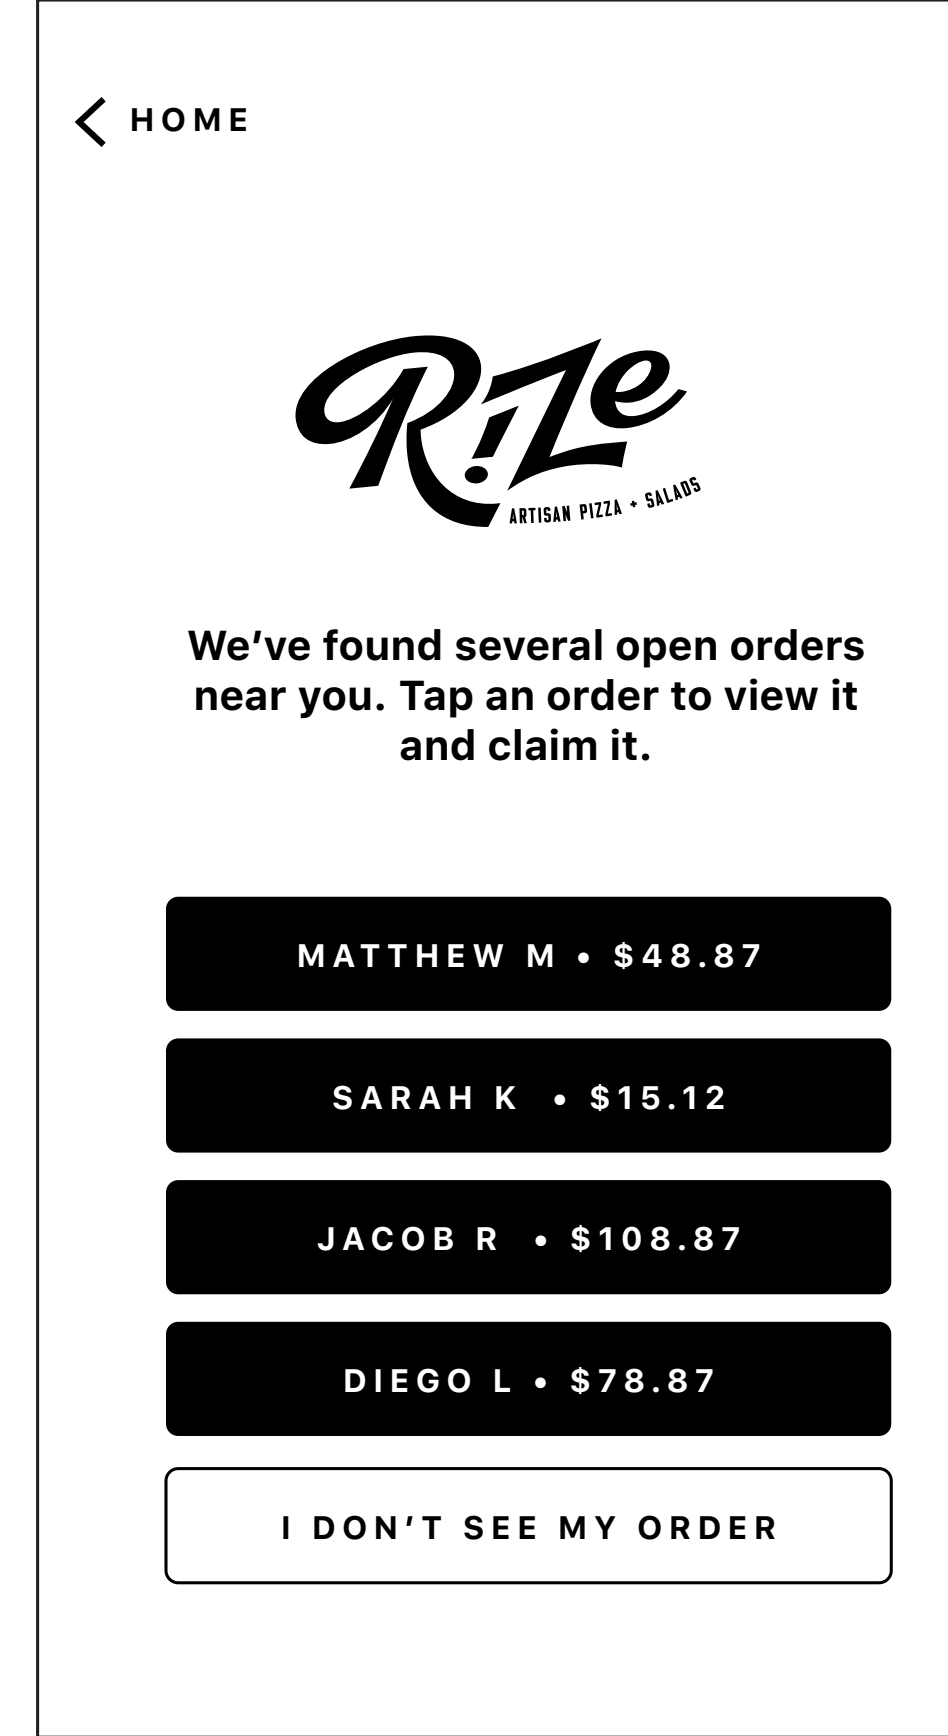 HOME
RiZe
ARTISAN PIZZA + SALADS
We’ve found several open orders
near you. Tap an order to view it
and claim it.
MATTHEW M • $48.87
SARAH K • $15.12
JACOB R • $108.87
DIEGO L • $78.87
I DON’T SEE MY ORDER